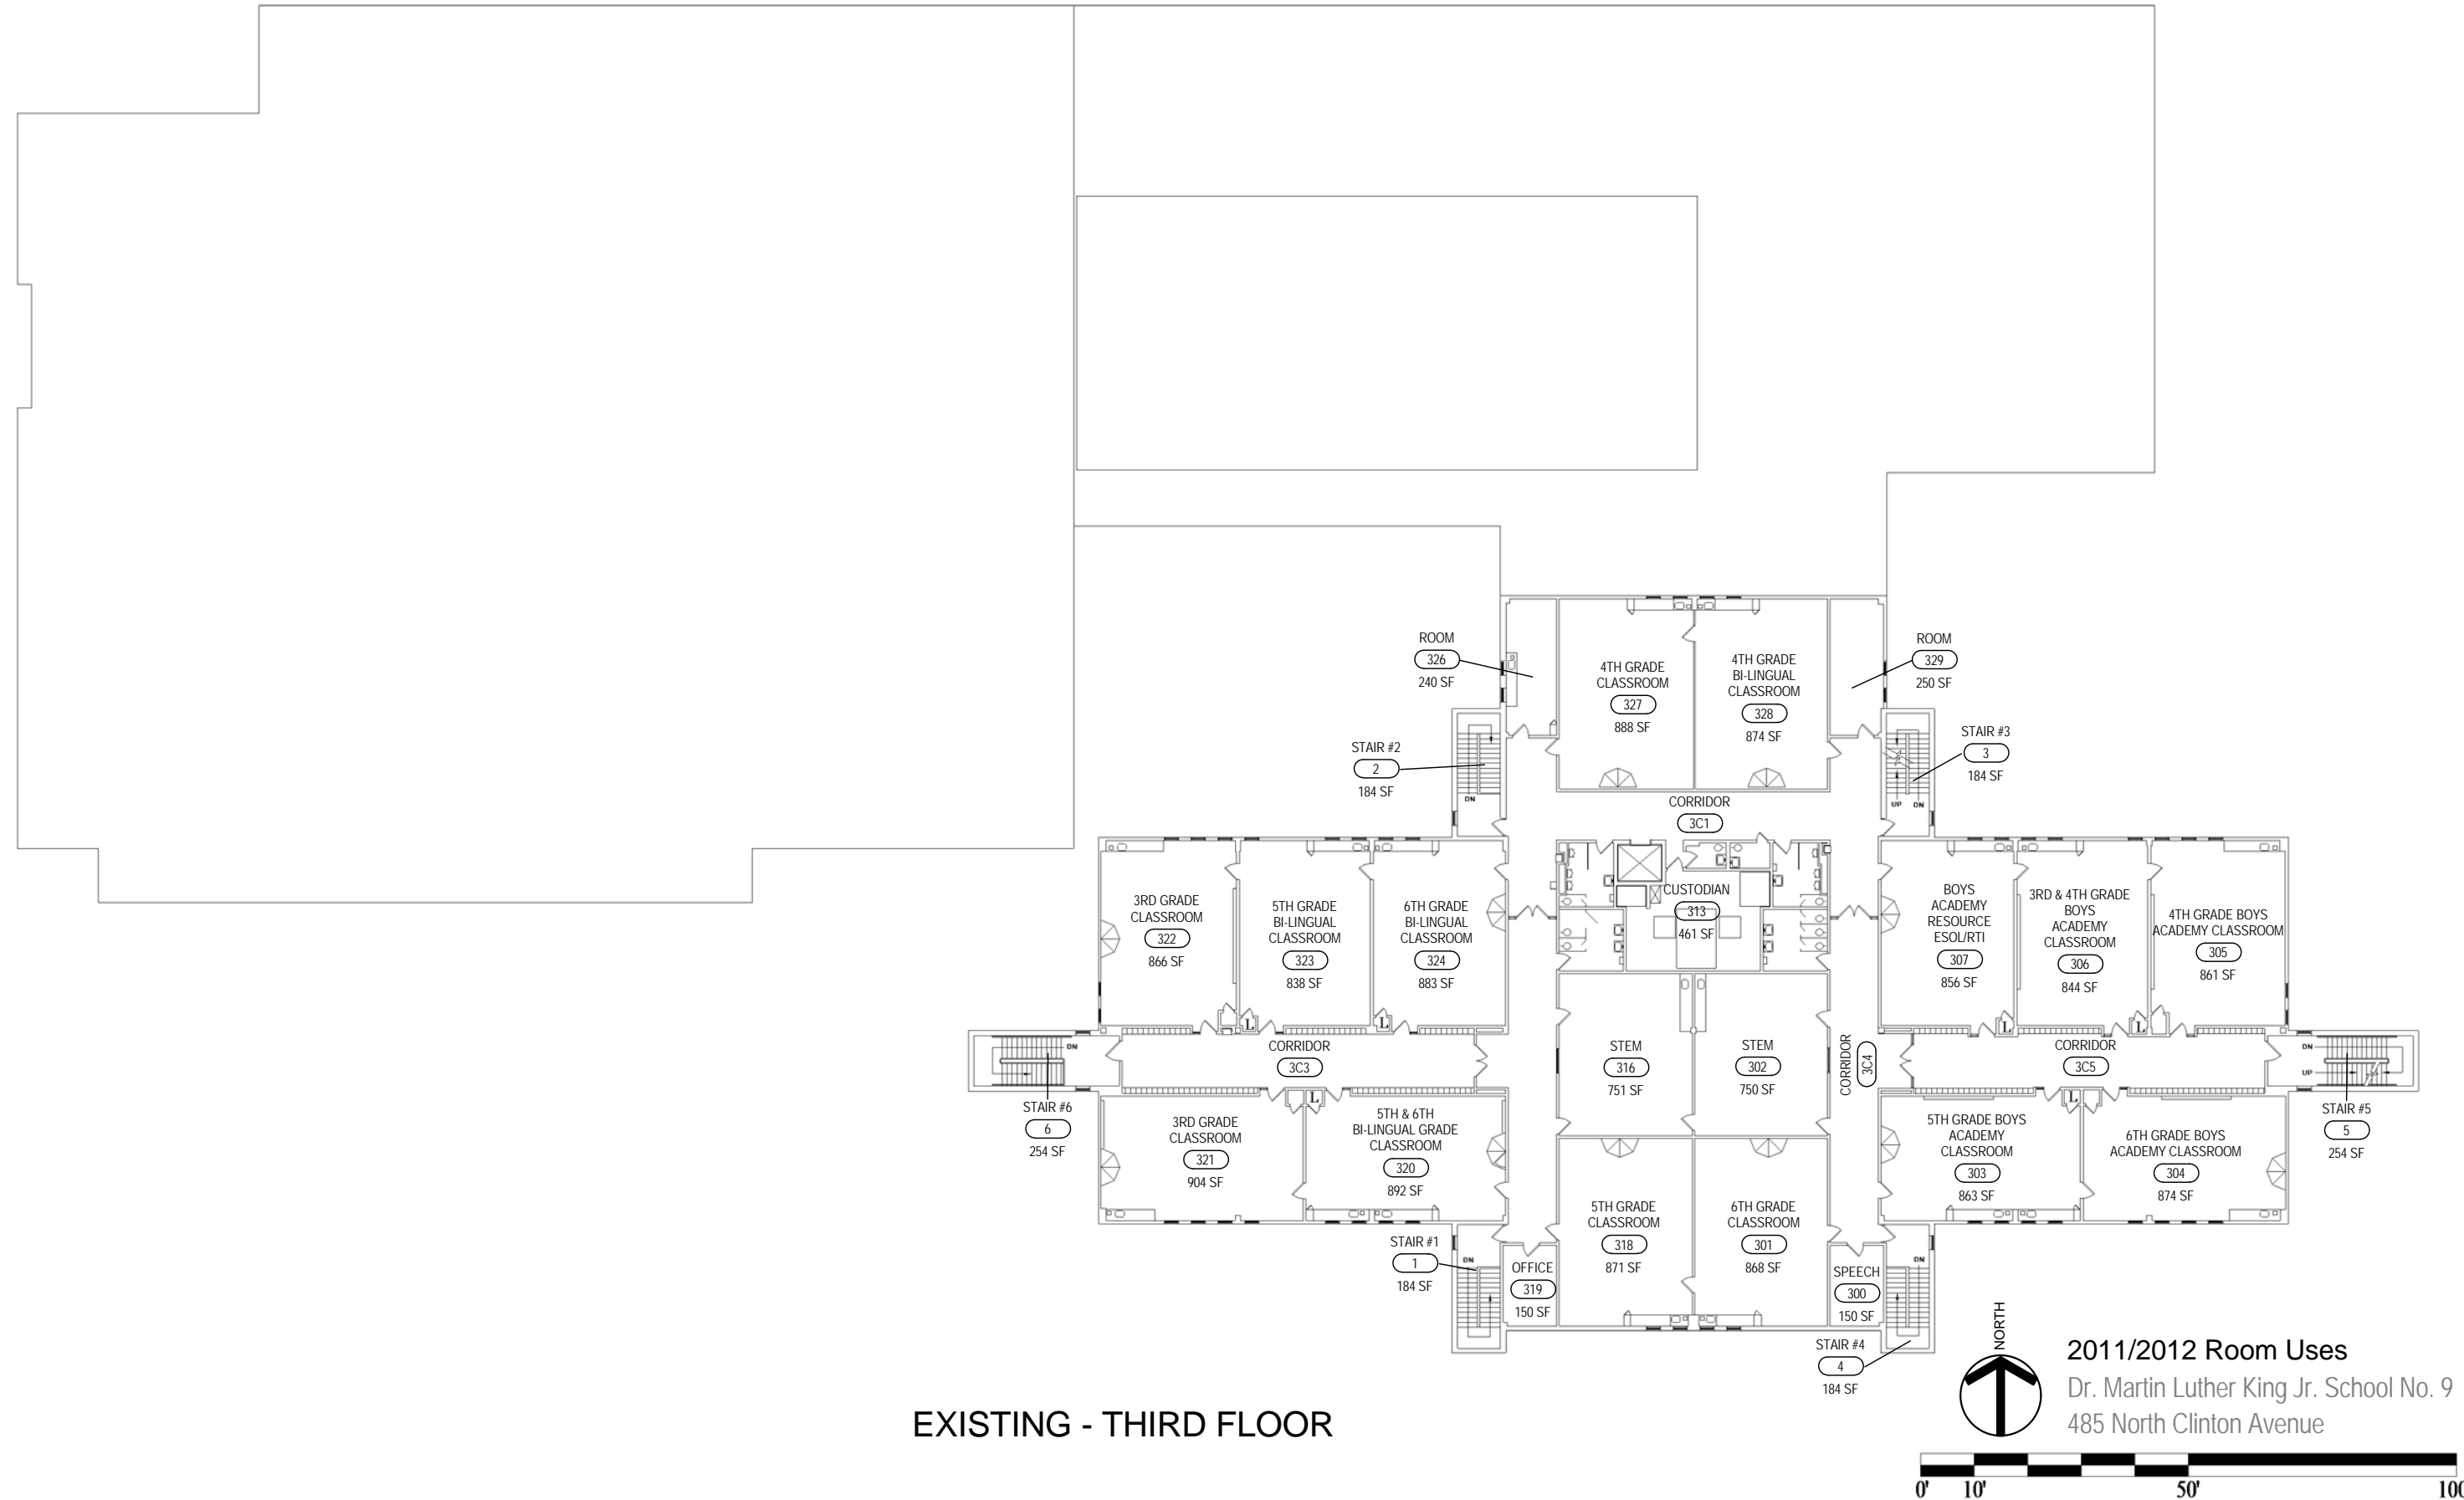 ROOM
326
240 SF
4TH GRADE
CLASSROOM
327
888 SF
4TH GRADE
BI-LINGUAL
CLASSROOM
328
874 SF
ROOM
329
250 SF
STAIR #2
2
184 SF
DN
STAIR #3
3
184 SF
UP DN
CORRIDOR
3C1
3RD GRADE
CLASSROOM
322
866 SF
5TH GRADE
BI-LINGUAL
CLASSROOM
323
838 SF
6TH GRADE
BI-LINGUAL
CLASSROOM
324
883 SF
CUSTODIAN
313
461 SF
BOYS
ACADEMY
RESOURCE
ESOL/RTI
307
856 SF
3RD & 4TH GRADE
BOYS
ACADEMY
CLASSROOM
306
844 SF
4TH GRADE BOYS
ACADEMY CLASSROOM
305
861 SF
L
L
L
L
DN
CORRIDOR
3C3
STEM
316
751 SF
STEM
302
750 SF
CORRIDOR
3C4
CORRIDOR
3C5
DN
UP
STAIR #6
6
254 SF
L
L
3RD GRADE
CLASSROOM
321
904 SF
5TH & 6TH
BI-LINGUAL GRADE
CLASSROOM
320
892 SF
5TH GRADE BOYS
ACADEMY
CLASSROOM
303
863 SF
6TH GRADE BOYS
ACADEMY CLASSROOM
304
874 SF
STAIR #5
5
254 SF
5TH GRADE
CLASSROOM
318
871 SF
6TH GRADE
CLASSROOM
301
868 SF
STAIR #1
1
184 SF
DN
OFFICE
319
150 SF
SPEECH
300
150 SF
DN
STAIR #4
4
184 SF
NORTH
2011/2012 Room Uses
Dr. Martin Luther King Jr. School No. 9
485 North Clinton Avenue
EXISTING - THIRD FLOOR
0' 10' 50' 100